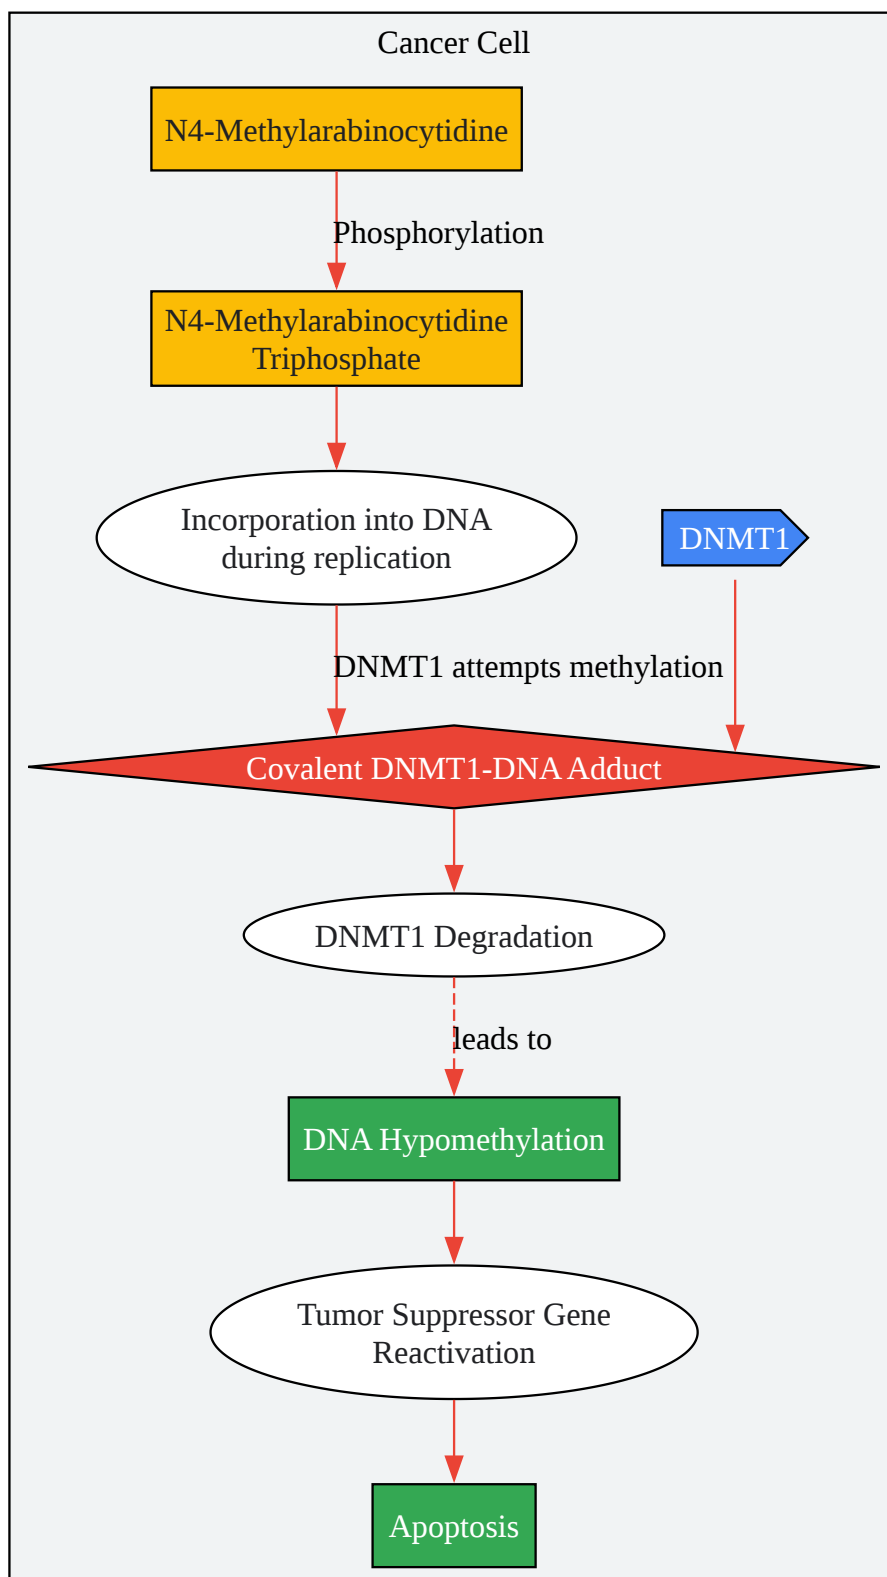 Cancer Cell
N4-Methylarabinocytidine
Phosphorylation
N4-Methylarabinocytidine
Triphosphate
Incorporation into DNA
during replication
DNMT1
DNMT1 attempts methylation
Covalent DNMT1-DNA Adduct
DNMT1 Degradation
leads to
DNA Hypomethylation
Tumor Suppressor Gene
Reactivation
Apoptosis